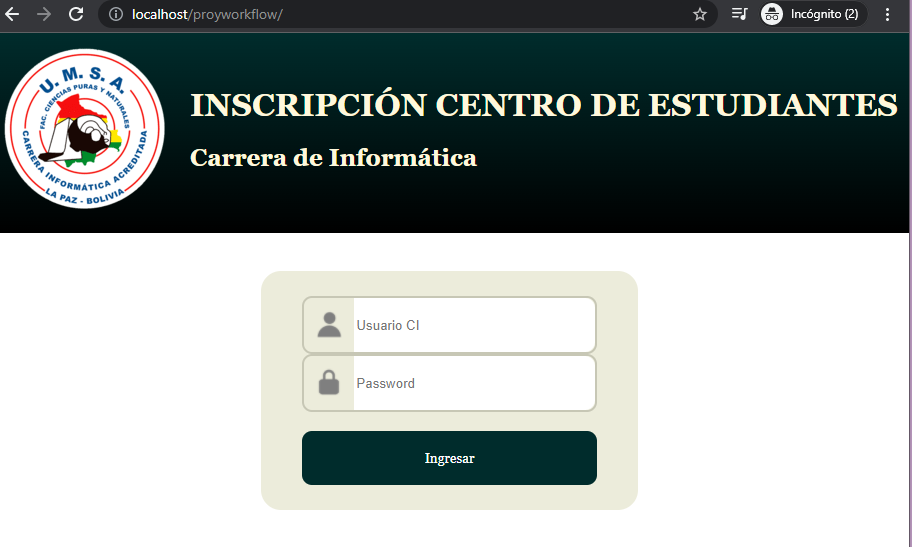 localhost/proyworkflow/
Incógnito (2)
U. M. S. A.
FAC. CIENCIAS PURAS Y NATURALES
CARRERA INFORMÁTICA ACREDITADA
LA PAZ - BOLIVIA
INSCRIPCIÓN CENTRO DE ESTUDIANTES
Carrera de Informática
Usuario CI
Password
Ingresar